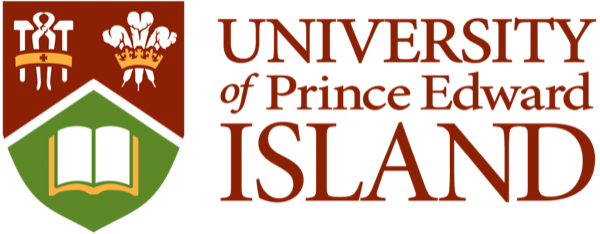 UNIVERSITY
of Prince Edward
ISLAND